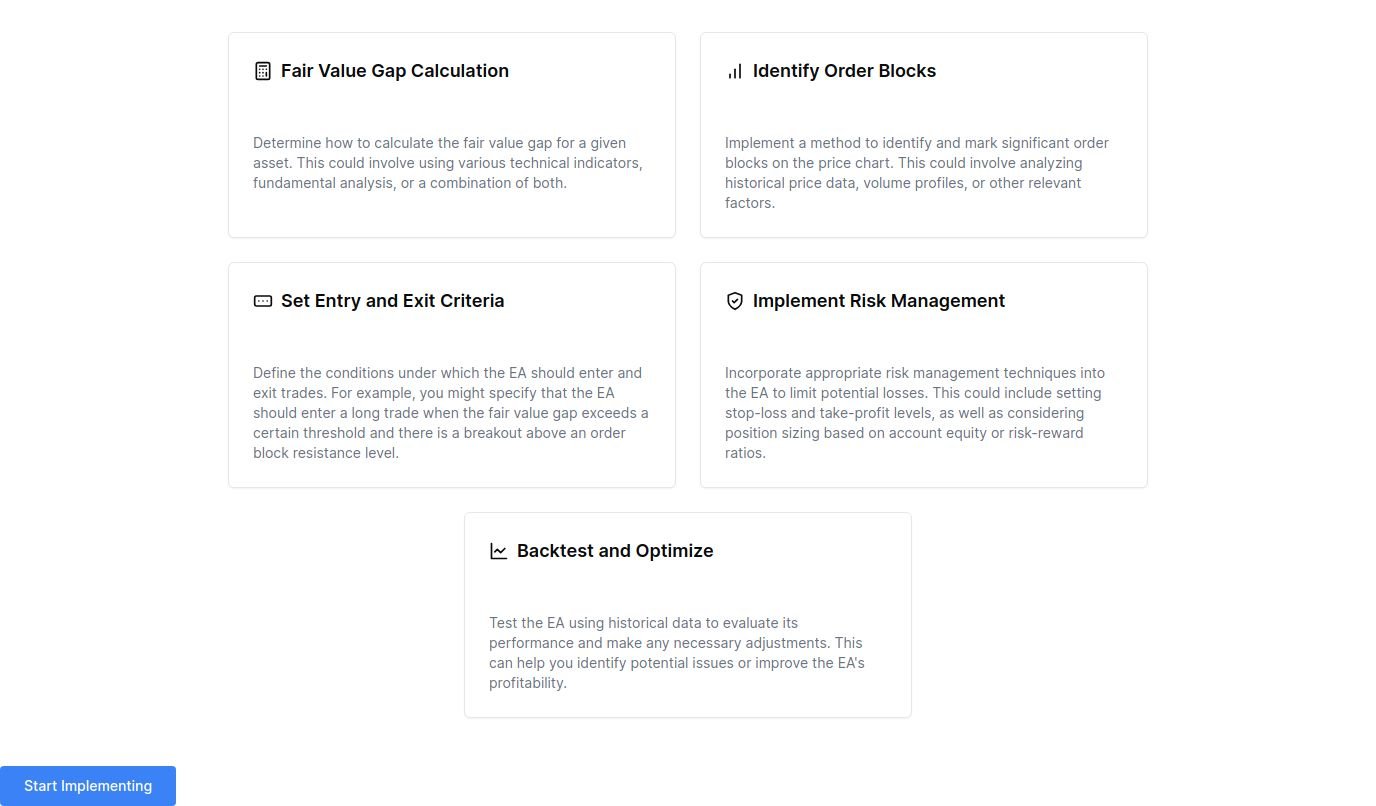 Fair Value Gap Calculation
Determine how to calculate the fair value gap for a given
asset. This could involve using various technical indicators,
fundamental analysis, or a combination of both.
Identify Order Blocks
Implement a method to identify and mark significant order
blocks on the price chart. This could involve analyzing
historical price data, volume profiles, or other relevant
factors.
Set Entry and Exit Criteria
Define the conditions under which the EA should enter and
exit trades. For example, you might specify that the EA
should enter a long trade when the fair value gap exceeds a
certain threshold and there is a breakout above an order
block resistance level.
Implement Risk Management
Incorporate appropriate risk management techniques into
the EA to limit potential losses. This could include setting
stop-loss and take-profit levels, as well as considering
position sizing based on account equity or risk-reward
ratios.
Backtest and Optimize
Test the EA using historical data to evaluate its
performance and make any necessary adjustments. This
can help you identify potential issues or improve the EA's
profitability.
Start Implementing